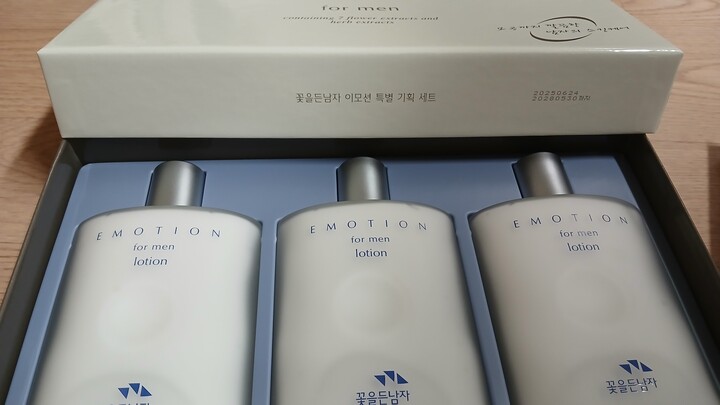 for men
containing 7 flower extracts and
herb extracts
꽃을든남자 이모션 특별 기획 세트
20250624
20280530까지
EMOTION
for men
lotion
EMOTION
for men
lotion
꽃을든남자
EMOTION
for men
lotion
꽃을든남자